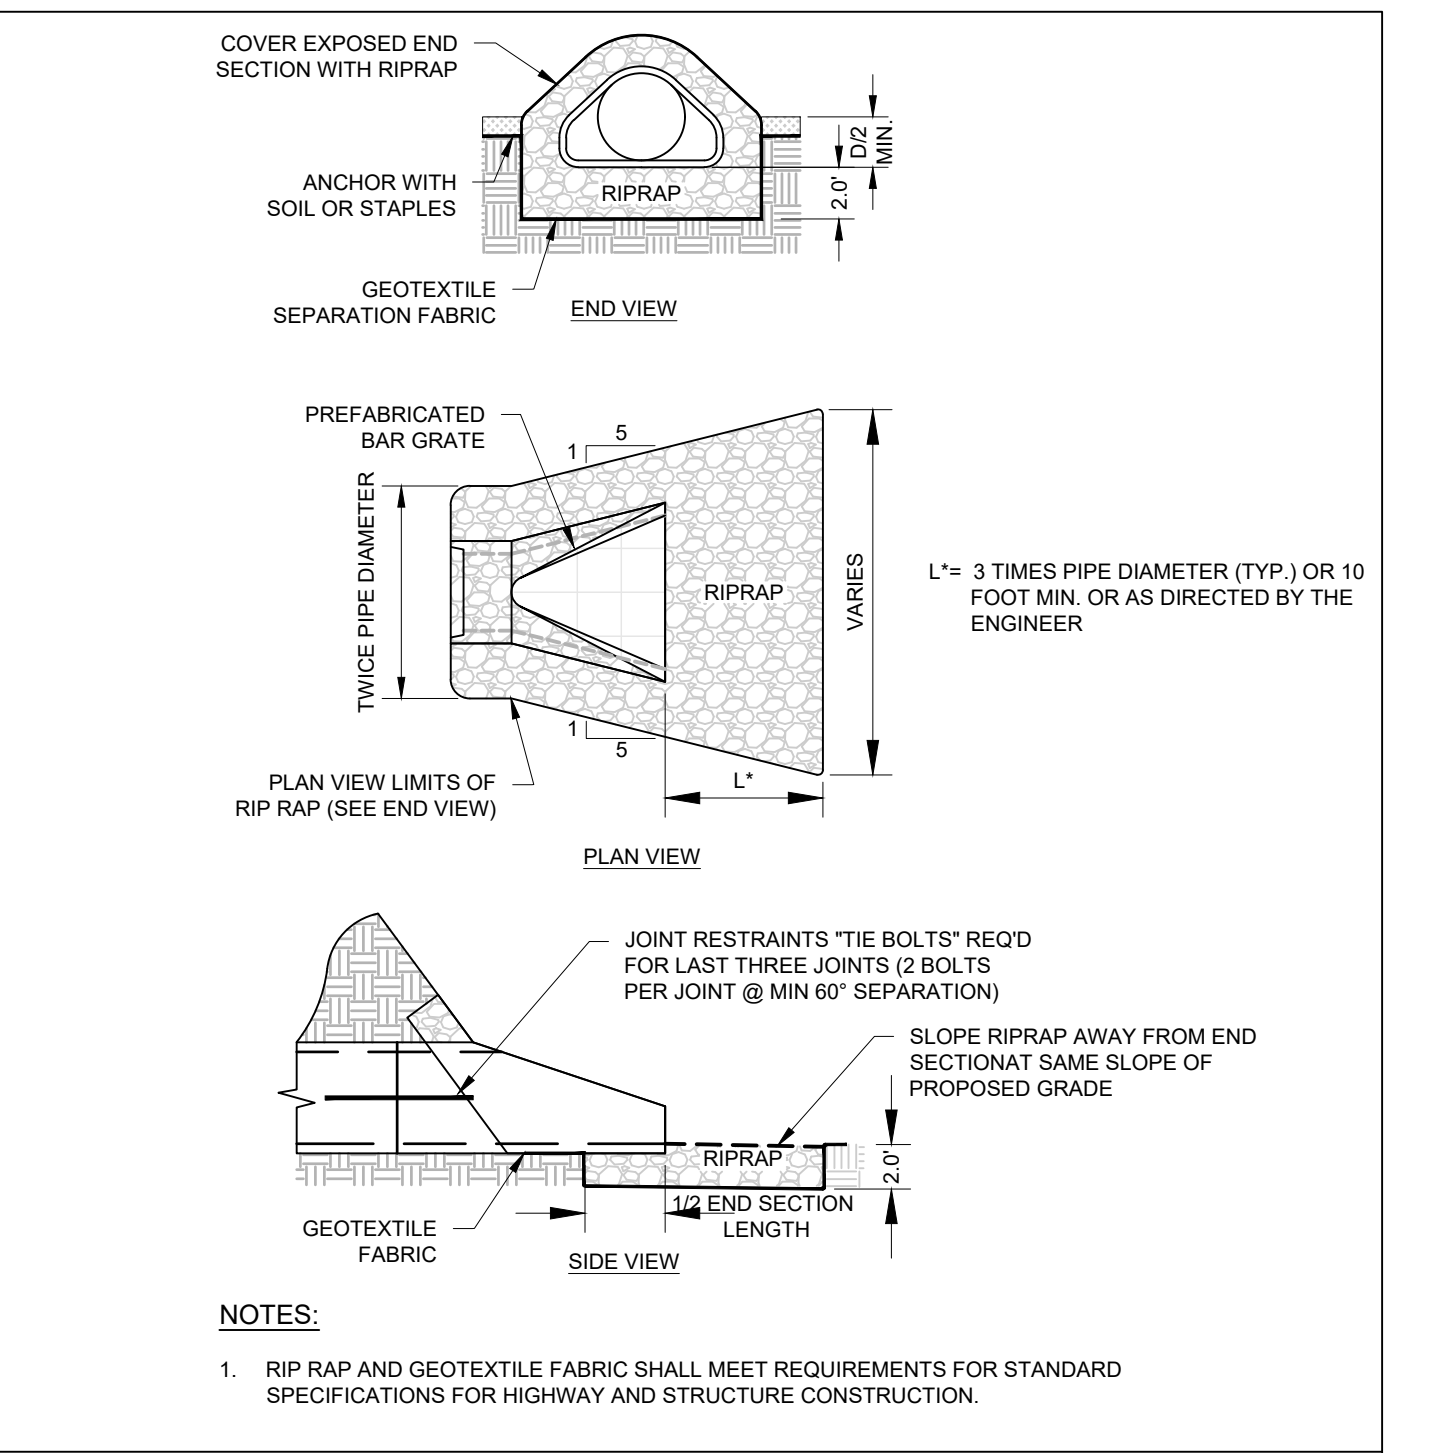 COVER EXPOSED END
SECTION WITH RIPRAP
D/2
MIN.
2.0'
ANCHOR WITH
SOIL OR STAPLES
RIPRAP
GEOTEXTILE
SEPARATION FABRIC
END VIEW
PREFABRICATED
BAR GRATE
1
5
TWICE PIPE DIAMETER
RIPRAP
VARIES
L*= 3 TIMES PIPE DIAMETER (TYP.) OR 10
FOOT MIN. OR AS DIRECTED BY THE
ENGINEER
1
5
PLAN VIEW LIMITS OF
RIP RAP (SEE END VIEW)
L*
PLAN VIEW
JOINT RESTRAINTS "TIE BOLTS" REQ'D
FOR LAST THREE JOINTS (2 BOLTS
PER JOINT @ MIN 60° SEPARATION)
SLOPE RIPRAP AWAY FROM END
SECTIONAT SAME SLOPE OF
PROPOSED GRADE
RIPRAP
2.0'
1/2 END SECTION
LENGTH
GEOTEXTILE
FABRIC
SIDE VIEW
NOTES:
1. RIP RAP AND GEOTEXTILE FABRIC SHALL MEET REQUIREMENTS FOR STANDARD
SPECIFICATIONS FOR HIGHWAY AND STRUCTURE CONSTRUCTION.